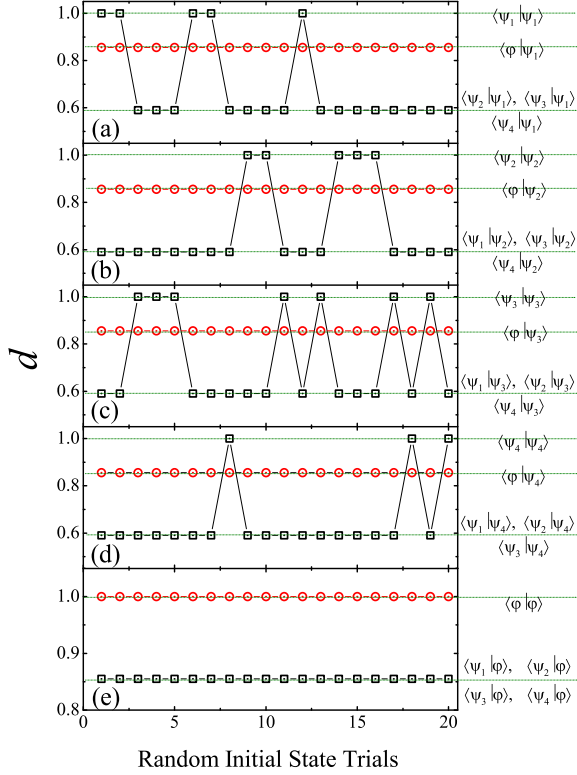 1.0
0.8
0.6
(a)
⟨ψ₁|ψ₁⟩
⟨φ|ψ₁⟩
⟨ψ₂|ψ₁⟩, ⟨ψ₃|ψ₁⟩
⟨ψ₄|ψ₁⟩
1.0
0.8
0.6
(b)
⟨ψ₂|ψ₂⟩
⟨φ|ψ₂⟩
⟨ψ₁|ψ₂⟩, ⟨ψ₃|ψ₂⟩
⟨ψ₄|ψ₂⟩
1.0
0.8
0.6
(c)
⟨ψ₃|ψ₃⟩
⟨φ|ψ₃⟩
⟨ψ₁|ψ₃⟩, ⟨ψ₂|ψ₃⟩
⟨ψ₄|ψ₃⟩
d
1.0
0.8
0.6
(d)
⟨ψ₄|ψ₄⟩
⟨φ|ψ₄⟩
⟨ψ₁|ψ₄⟩, ⟨ψ₂|ψ₄⟩
⟨ψ₃|ψ₄⟩
1.0
0.9
0.8
(e)
⟨φ|φ⟩
⟨ψ₁|φ⟩, ⟨ψ₂|φ⟩
⟨ψ₃|φ⟩, ⟨ψ₄|φ⟩
0 5 10 15 20
Random Initial State Trials